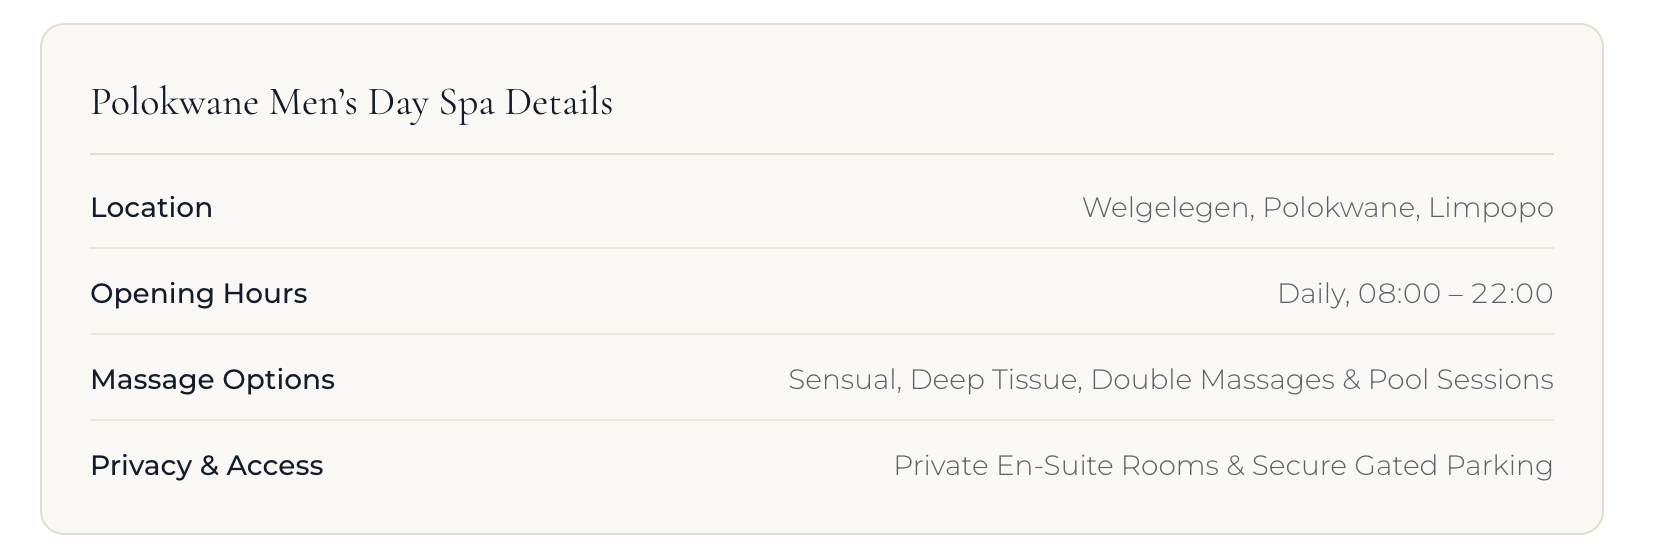 Polokwane Men’s Day Spa Details
Location Welgelegen, Polokwane, Limpopo
Opening Hours Daily, 08:00 – 22:00
Massage Options Sensual, Deep Tissue, Double Massages & Pool Sessions
Privacy & Access Private En-Suite Rooms & Secure Gated Parking